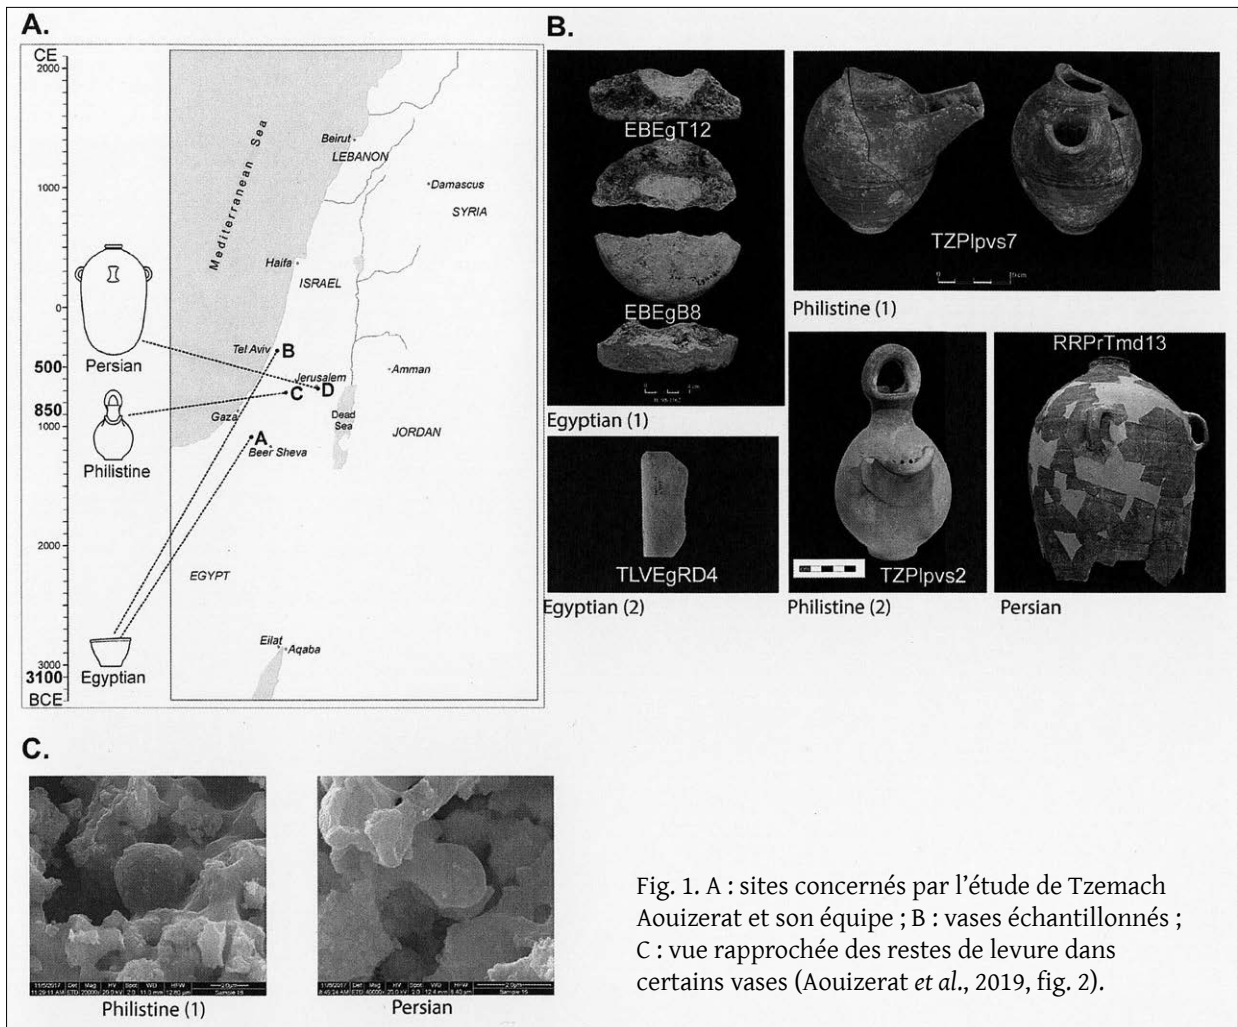 A.
CE
2000
1000
0
500
850
1000
2000
3000
3100
BCE
Persian
Philistine
Egyptian
Mediterranean Sea
Beirut
LEBANON
Damascus
SYRIA
Haifa
ISRAEL
Tel Aviv
B
Jerusalem
C
D
Amman
Gaza
Dead
Sea
JORDAN
A
Beer Sheva
EGYPT
Eilat
Aqaba
B.
EBEgT12
EBEgB8
Egyptian (1)
TZPlpvs7
Philistine (1)
TLVEgRD4
Egyptian (2)
TZPlpvs2
Philistine (2)
RRPrTmd13
Persian
C.
Philistine (1)
Persian
Fig. 1. A : sites concernés par l’étude de Tzemach
Aouizerat et son équipe ; B : vases échantillonnés ;
C : vue rapprochée des restes de levure dans
certains vases (Aouizerat et al., 2019, fig. 2).